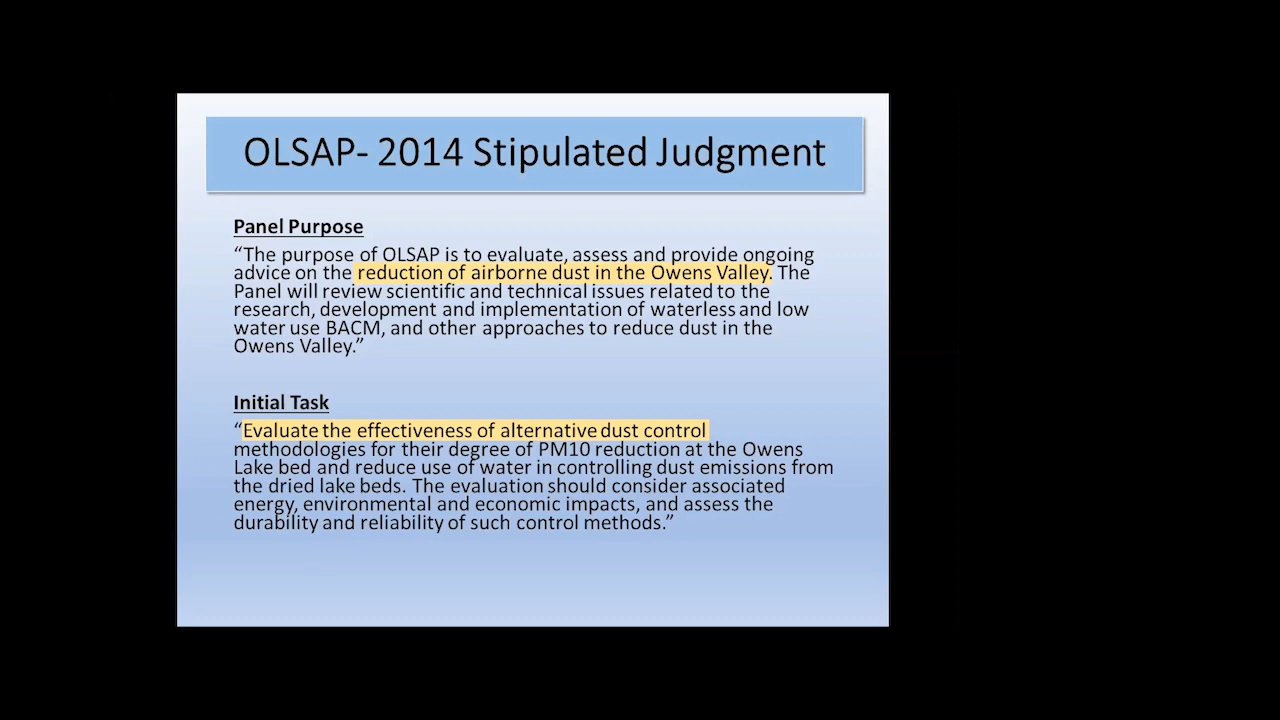 OLSAP- 2014 Stipulated Judgment
Panel Purpose
“The purpose of OLSAP is to evaluate, assess and provide ongoing
advice on the reduction of airborne dust in the Owens Valley. The
Panel will review scientific and technical issues related to the
research, development and implementation of waterless and low
water use BACM, and other approaches to reduce dust in the
Owens Valley.”
Initial Task
“Evaluate the effectiveness of alternative dust control
methodologies for their degree of PM10 reduction at the Owens
Lake bed and reduce use of water in controlling dust emissions from
the dried lake beds. The evaluation should consider associated
energy, environmental and economic impacts, and assess the
durability and reliability of such control methods.”